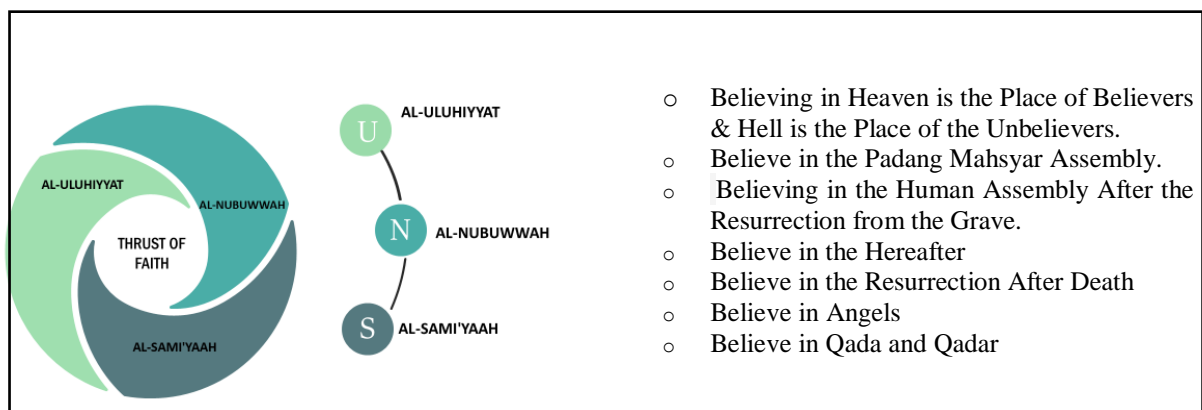 AL-ULUHIYYAT
AL-NUBUWWAH
THRUST OF
FAITH
AL-SAMI'YAAH
U
AL-ULUHIYYAT
N
AL-NUBUWWAH
S
AL-SAMI'YAAH
o Believing in Heaven is the Place of Believers
& Hell is the Place of the Unbelievers.
o Believe in the Padang Mahsyar Assembly.
o Believing in the Human Assembly After the
Resurrection from the Grave.
o Believe in the Hereafter
o Believe in the Resurrection After Death
o Believe in Angels
o Believe in Qada and Qadar